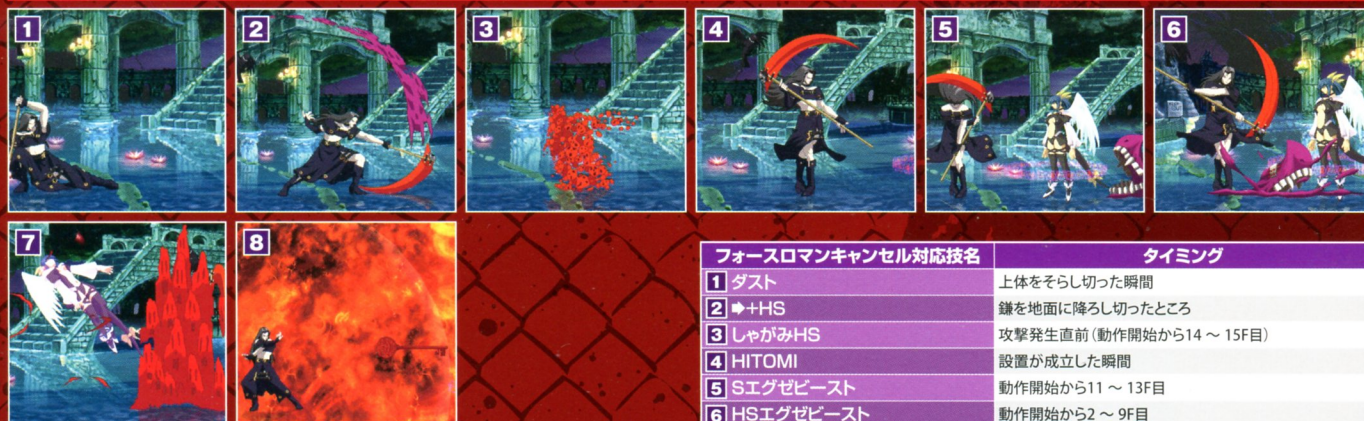 1
2
3
4
5
6
7
8
フォースロマンキャンセル対応技名 タイミング
1 ダスト 上体をそらし切った瞬間
2 ➡+HS 鎌を地面に降ろし切ったところ
3 しゃがみHS 攻撃発生直前(動作開始から14 ～ 15F目)
4 HITOMI 設置が成立した瞬間
5 Sエグゼビースト 動作開始から11 ～ 13F目
6 HSエグゼビースト 動作開始から2 ～ 9F目